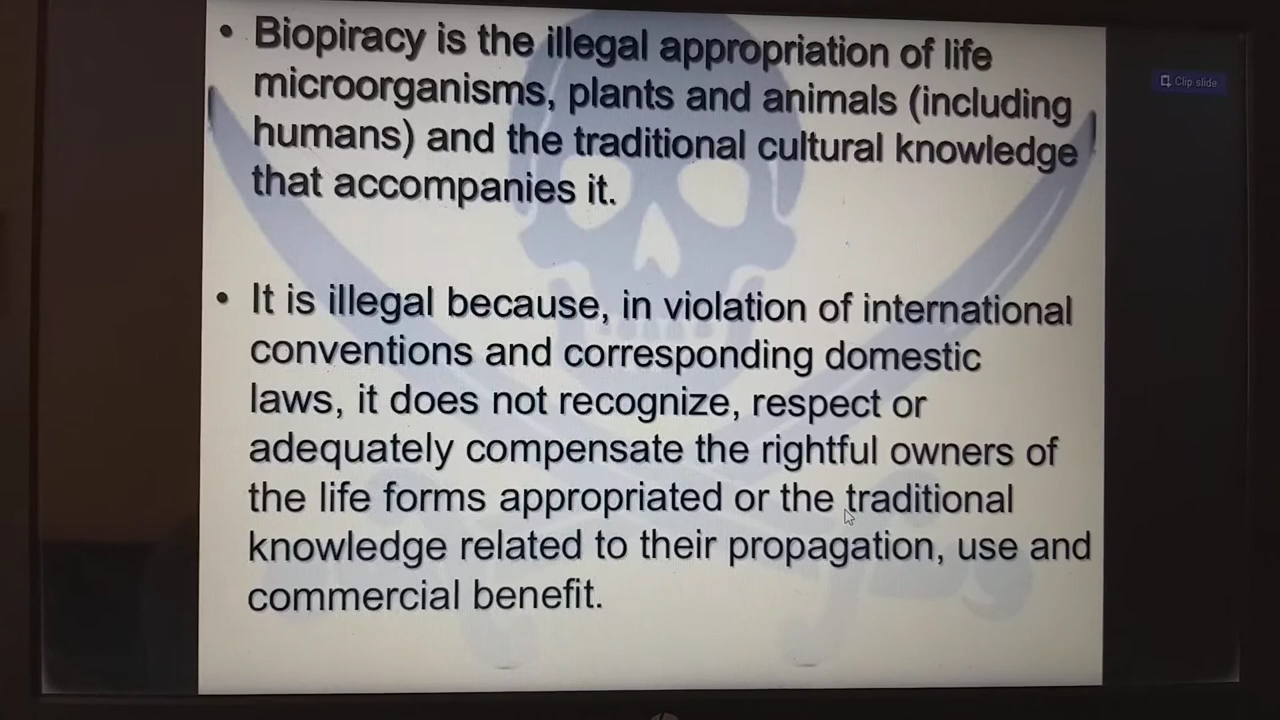 • Biopiracy is the illegal appropriation of life
microorganisms, plants and animals (including
humans) and the traditional cultural knowledge
that accompanies it.
• It is illegal because, in violation of international
conventions and corresponding domestic
laws, it does not recognize, respect or
adequately compensate the rightful owners of
the life forms appropriated or the traditional
knowledge related to their propagation, use and
commercial benefit.
Clip slide